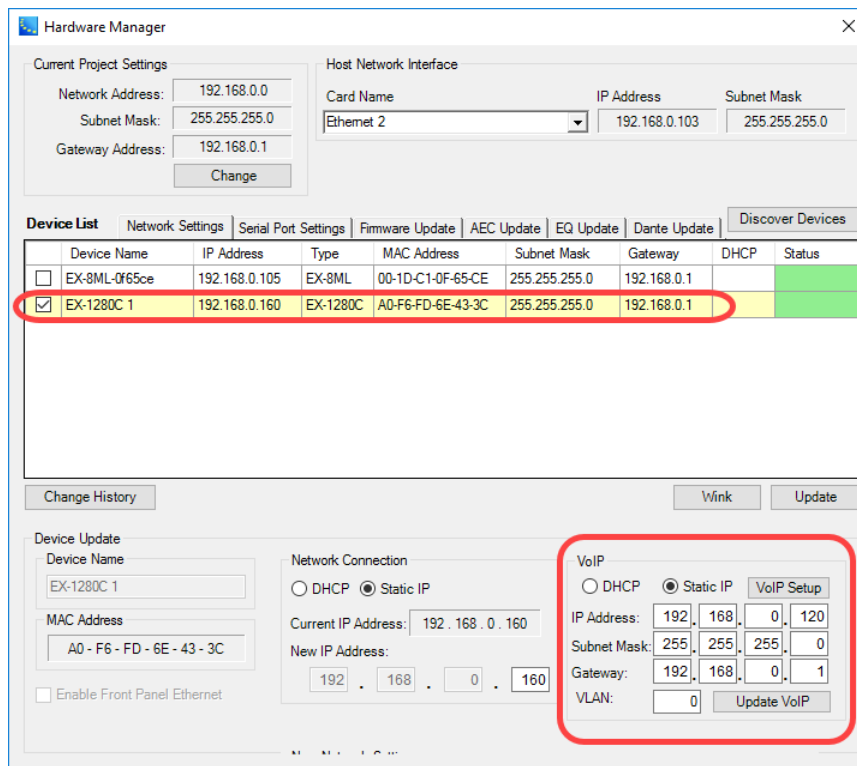 Hardware Manager
Current Project Settings
Network Address: 192.168.0.0
Subnet Mask: 255.255.255.0
Gateway Address: 192.168.0.1
Change
Host Network Interface
Card Name IP Address Subnet Mask
Ethernet 2 192.168.0.103 255.255.255.0
Device List Network Settings Serial Port Settings Firmware Update AEC Update EQ Update Dante Update Discover Devices
Device Name IP Address Type MAC Address Subnet Mask Gateway DHCP Status
EX-8ML-0f65ce 192.168.0.105 EX-8ML 00-1D-C1-0F-65-CE 255.255.255.0 192.168.0.1
EX-1280C 1 192.168.0.160 EX-1280C A0-F6-FD-6E-43-3C 255.255.255.0 192.168.0.1
Change History Wink Update
Device Update
Device Name
EX-1280C 1
MAC Address
A0 - F6 - FD - 6E - 43 - 3C
Enable Front Panel Ethernet
Network Connection
DHCP Static IP
Current IP Address: 192 . 168 . 0 . 160
New IP Address:
192 . 168 . 0 . 160
VoIP
DHCP Static IP VoIP Setup
IP Address: 192. 168. 0. 120
Subnet Mask: 255. 255. 255. 0
Gateway: 192. 168. 0. 1
VLAN: 0 Update VoIP